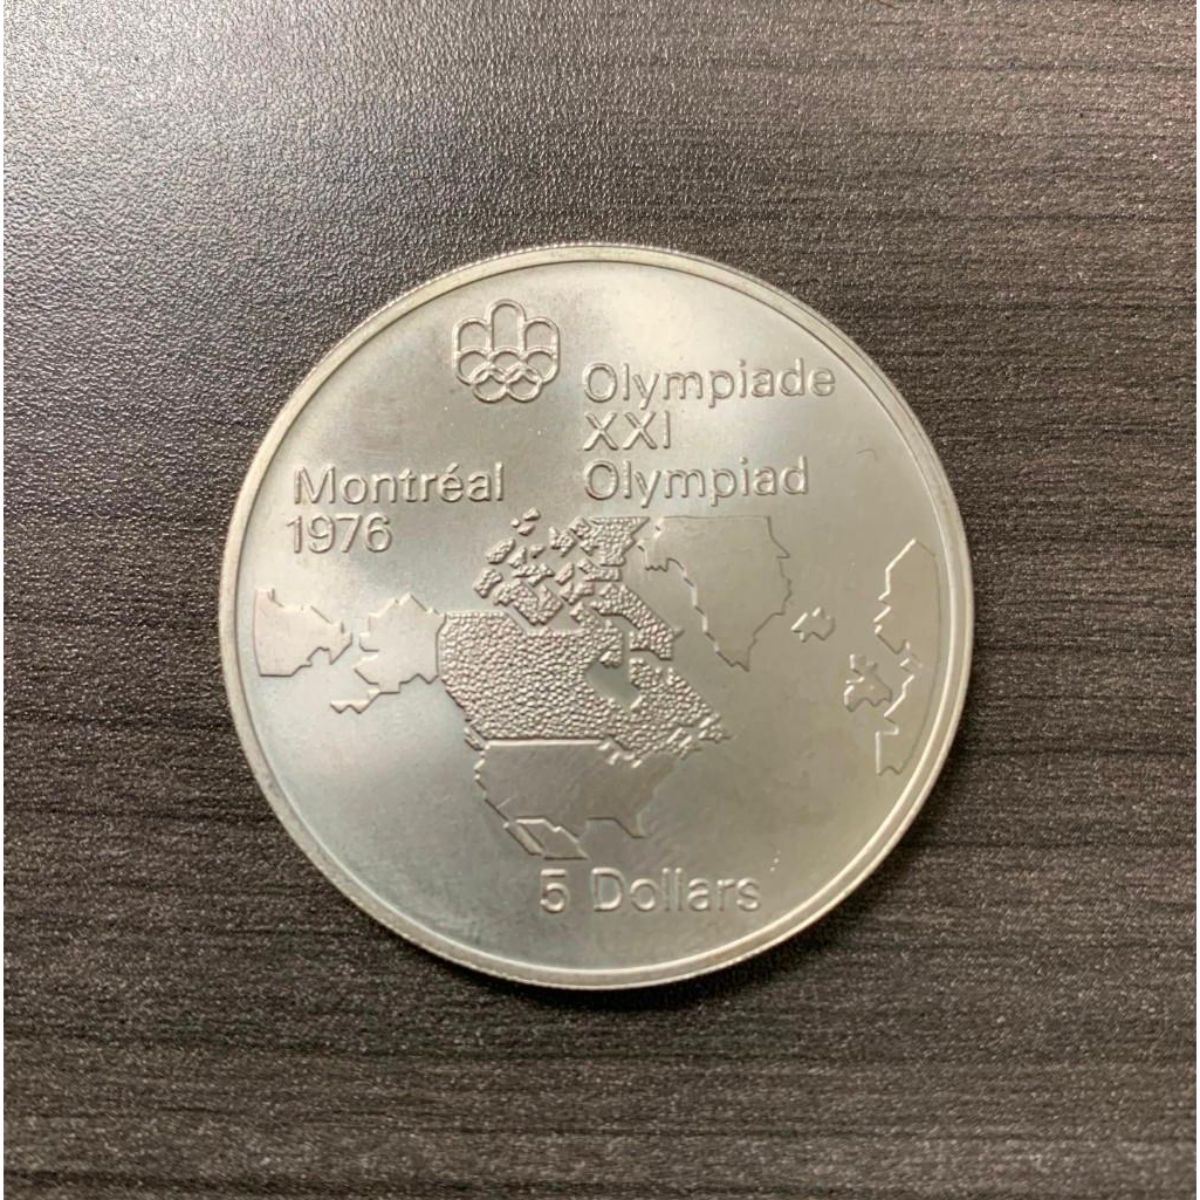 Olympiade
XXI
Olympiad
Montréal
1976
5 Dollars